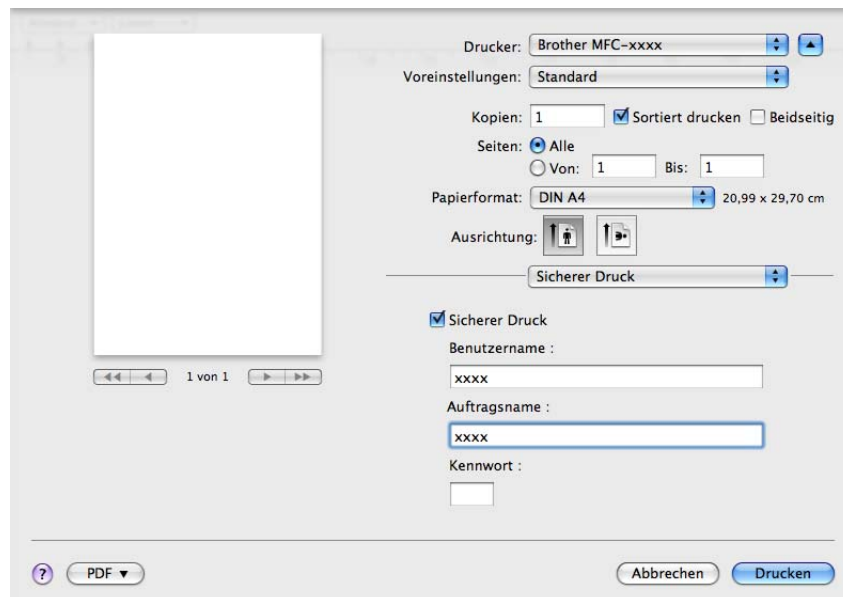 Drucker: Brother MFC-xxxx
Voreinstellungen: Standard
Kopien: 1 Sortiert drucken Beidseitig
Seiten: Alle
Von: 1 Bis: 1
Papierformat: DIN A4 20,99 x 29,70 cm
Ausrichtung:
Sicherer Druck
Sicherer Druck
Benutzername :
xxxx
Auftragsname :
xxxx
Kennwort :
1 von 1
? PDF ▼ Abbrechen Drucken